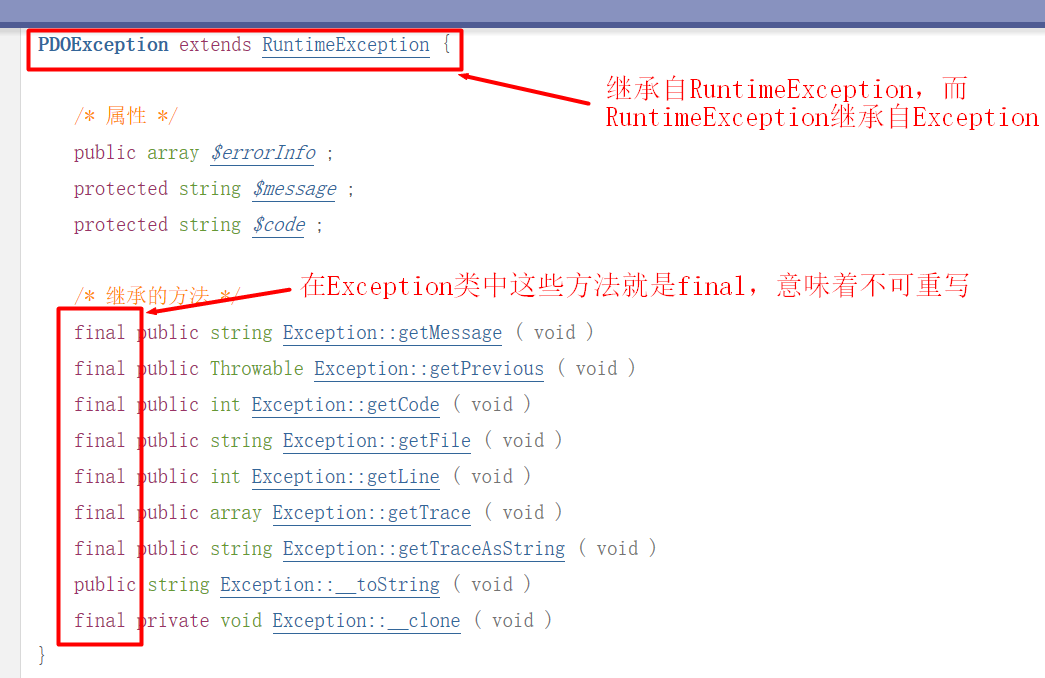 PDOException extends RuntimeException {
继承自RuntimeException，而
RuntimeException继承自Exception
/* 属性 */
public array $errorInfo ;
protected string $message ;
protected string $code ;
在Exception类中这些方法就是final，意味着不可重写
/* 继承的方法 */
final public string Exception::getMessage ( void )
final public Throwable Exception::getPrevious ( void )
final public int Exception::getCode ( void )
final public string Exception::getFile ( void )
final public int Exception::getLine ( void )
final public array Exception::getTrace ( void )
final public string Exception::getTraceAsString ( void )
public string Exception::__toString ( void )
final private void Exception::__clone ( void )
}